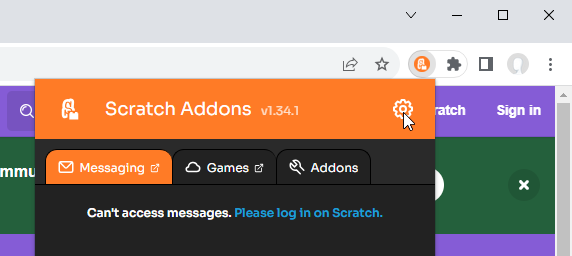 Scratch Addons v1.34.1
ratch Sign in
Messaging Games Addons
mmu
Can't access messages. Please log in on Scratch.